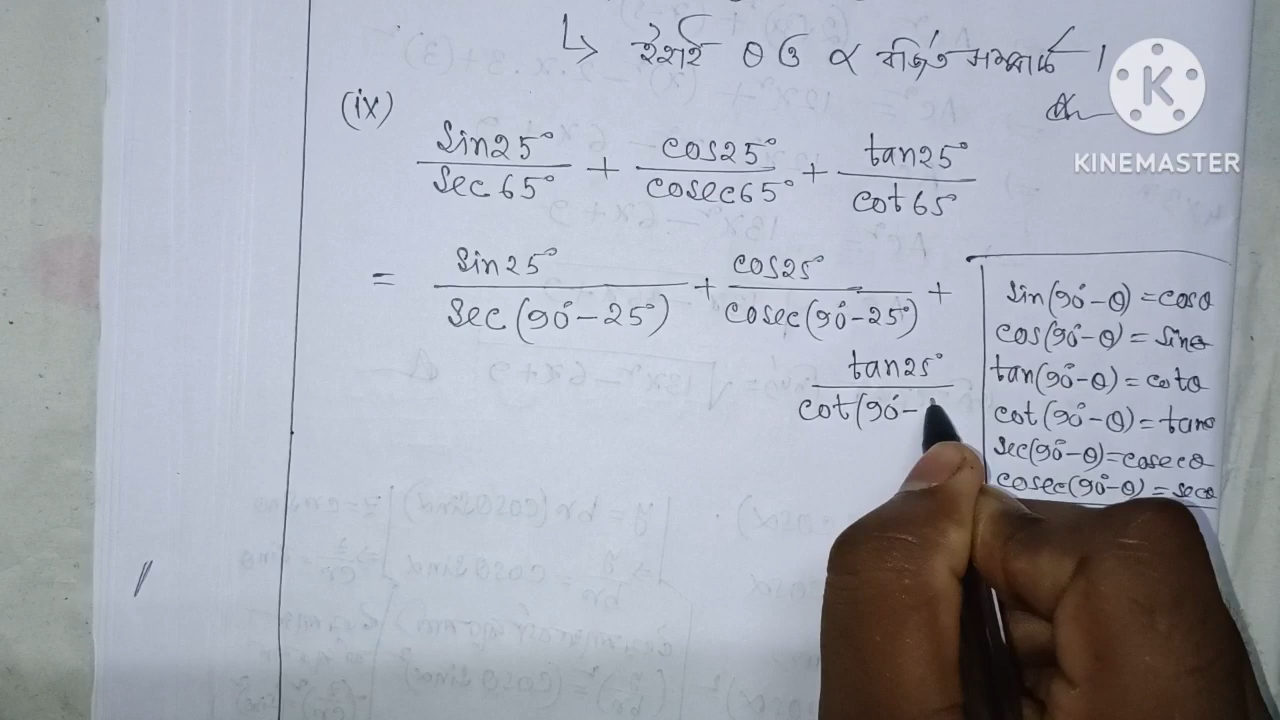 ↳ ইহাই θ ও α বর্জিত সম্পর্ক।
KINEMASTER
(ix)
sin25°/sec65° + cos25°/cosec65° + tan25°/cot65°
= sin25°/sec(90°-25°) + cos25°/cosec(90°-25°) +
tan25°/cot(90°-
sin(90°-θ)=cosθ
cos(90°-θ)=sinθ
tan(90°-θ)=cotθ
cot(90°-θ)=tanθ
sec(90°-θ)=cosecθ
cosec(90°-θ)=secθ